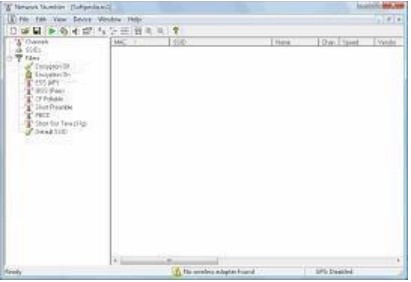 Network Stumbler - [Softpedia.ns1]
File Edit View Device Window Help
MAC SSID Name Chan Speed Vendor
Channels
SSIDs
Filters
Encryption Off
Encryption On
ESS (AP)
IBSS (Peer)
CF Pollable
Short Preamble
PBCC
Short Slot Time (11g)
Default SSID
Ready
No wireless adapter found
GPS: Disabled